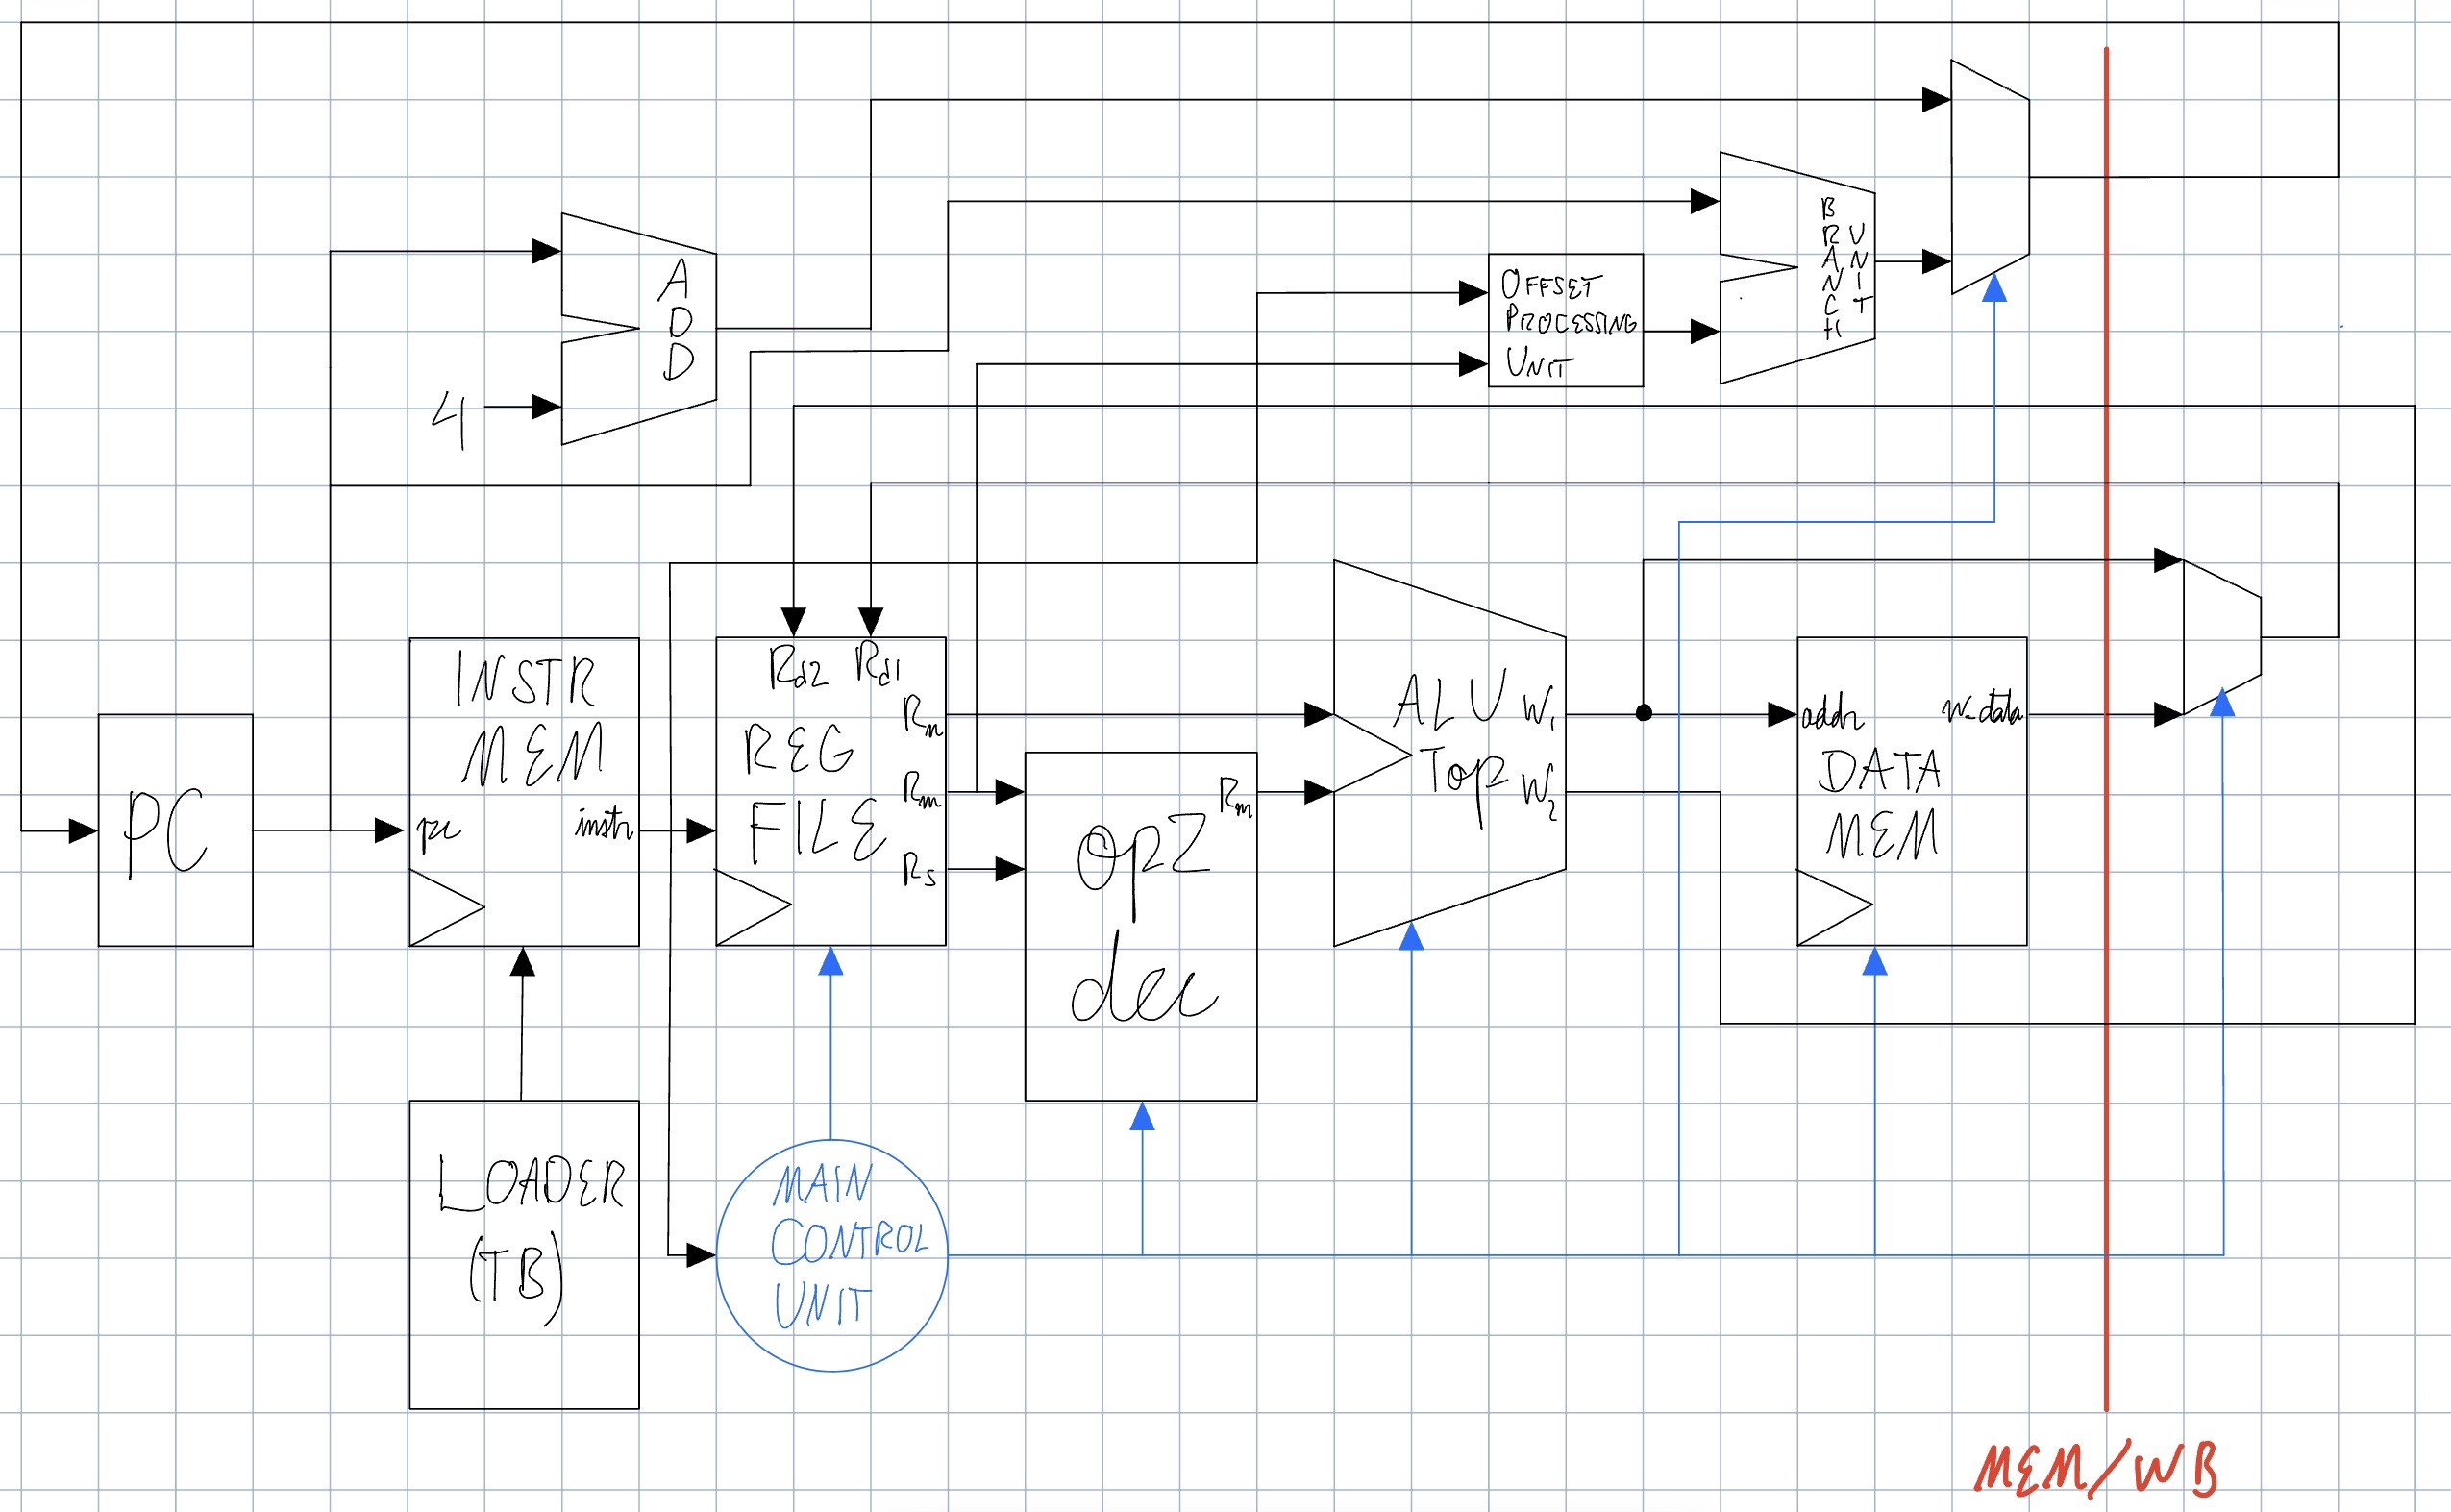 ADD
4
OFFSET
PROCESSING
UNIT
BRANCH
UNIT
INSTR
MEM
pc
instr
Rd2 Rd1
REG
FILE
Rn
Rm
Rs
PC
Rm
op2
dec
ALU
Top
W1
W2
addr
DATA
MEM
LOADER
(TB)
MAIN
CONTROL
UNIT
MEM/WB